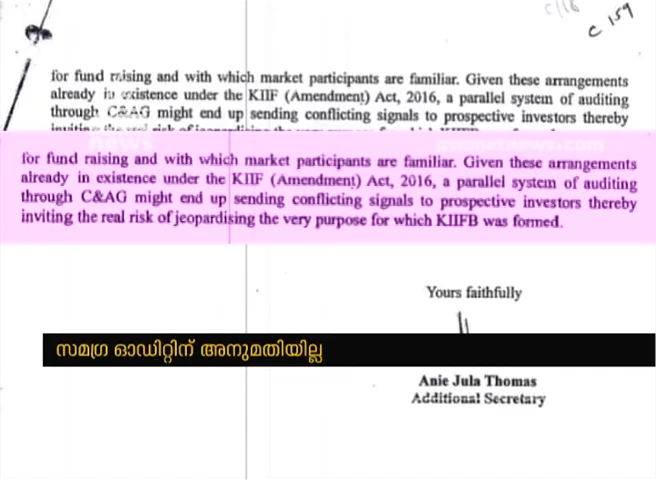 C/16
C 159
for fund raising and with which market participants are familiar. Given these arrangements
already in existence under the KIIF (Amendment) Act, 2016, a parallel system of auditing
through C&AG might end up sending conflicting signals to prospective investors thereby
news
for fund raising and with which market participants are familiar. Given these arrangements
already in existence under the KIIF (Amendment) Act, 2016, a parallel system of auditing
through C&AG might end up sending conflicting signals to prospective investors thereby
inviting the real risk of jeopardising the very purpose for which KIIFB was formed.
Yours faithfully
സമഗ്ര ഓഡിറ്റിന് അനുമതിയില്ല
Anie Jula Thomas
Additional Secretary